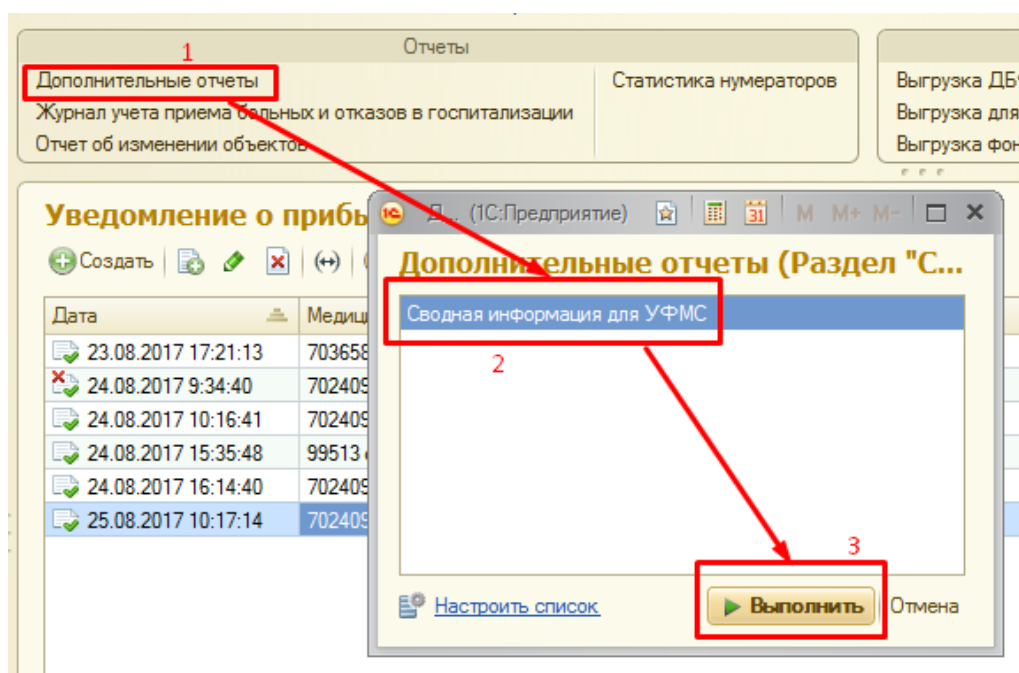 1
Отчеты
Дополнительные отчеты
Статистика нумераторов
Выгрузка
Журнал учета приема больных и отказов в госпитализации
Выгрузка для
Отчет об изменении объектов
Выгрузка
Уведомление о
Д... (1С:Предприятие)
31
M M+ M-
Создать
Дополнительные отчеты (Раздел "С...
Дата
Сводная информация для УФМС
2
23.08.2017 17:21:13 703658
24.08.2017 9:34:40 702409
24.08.2017 10:16:41 702409
24.08.2017 15:35:48 99513
24.08.2017 16:14:40 702409
25.08.2017 10:17:14 702409
3
Настроить список
Выполнить
Отмена